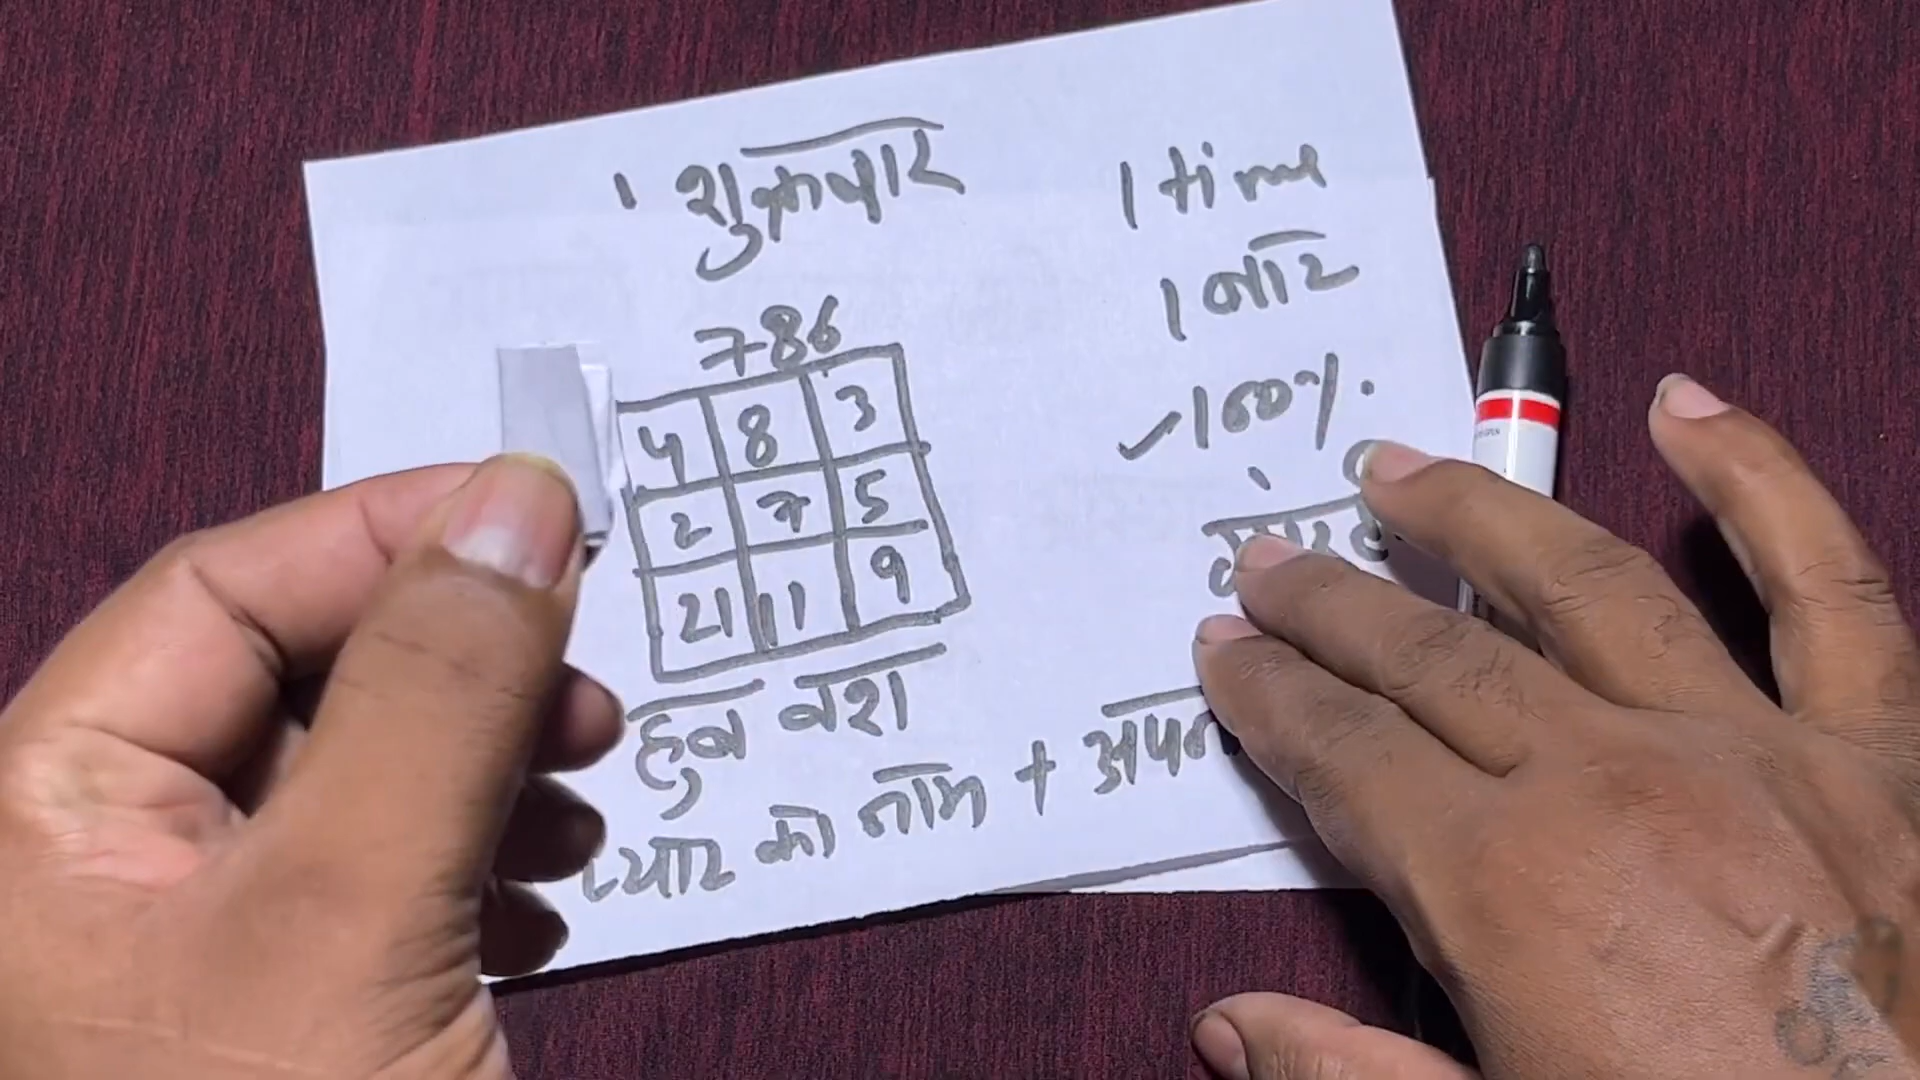 1 शुक्रवार
786
4 8 3
2 7 5
21 11 9
हुब वश
प्यार का नाम + अपना
1 time
1 बार
✓100%.